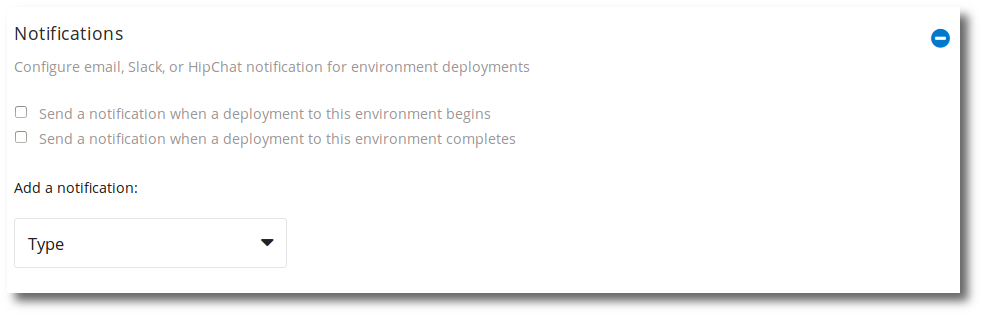 Notifications
Configure email, Slack, or HipChat notification for environment deployments
Send a notification when a deployment to this environment begins
Send a notification when a deployment to this environment completes
Add a notification:
Type